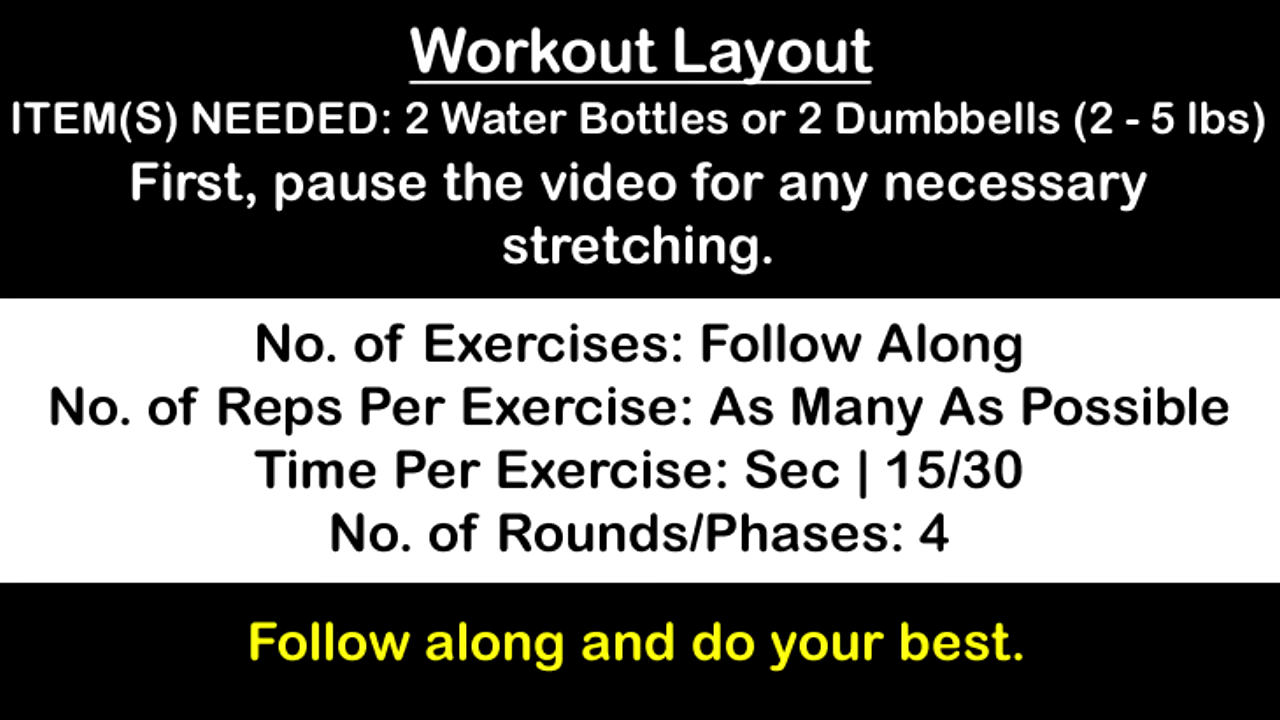 Workout Layout
ITEM(S) NEEDED: 2 Water Bottles or 2 Dumbbells (2 - 5 lbs)
First, pause the video for any necessary
stretching.
No. of Exercises: Follow Along
No. of Reps Per Exercise: As Many As Possible
Time Per Exercise: Sec | 15/30
No. of Rounds/Phases: 4
Follow along and do your best.